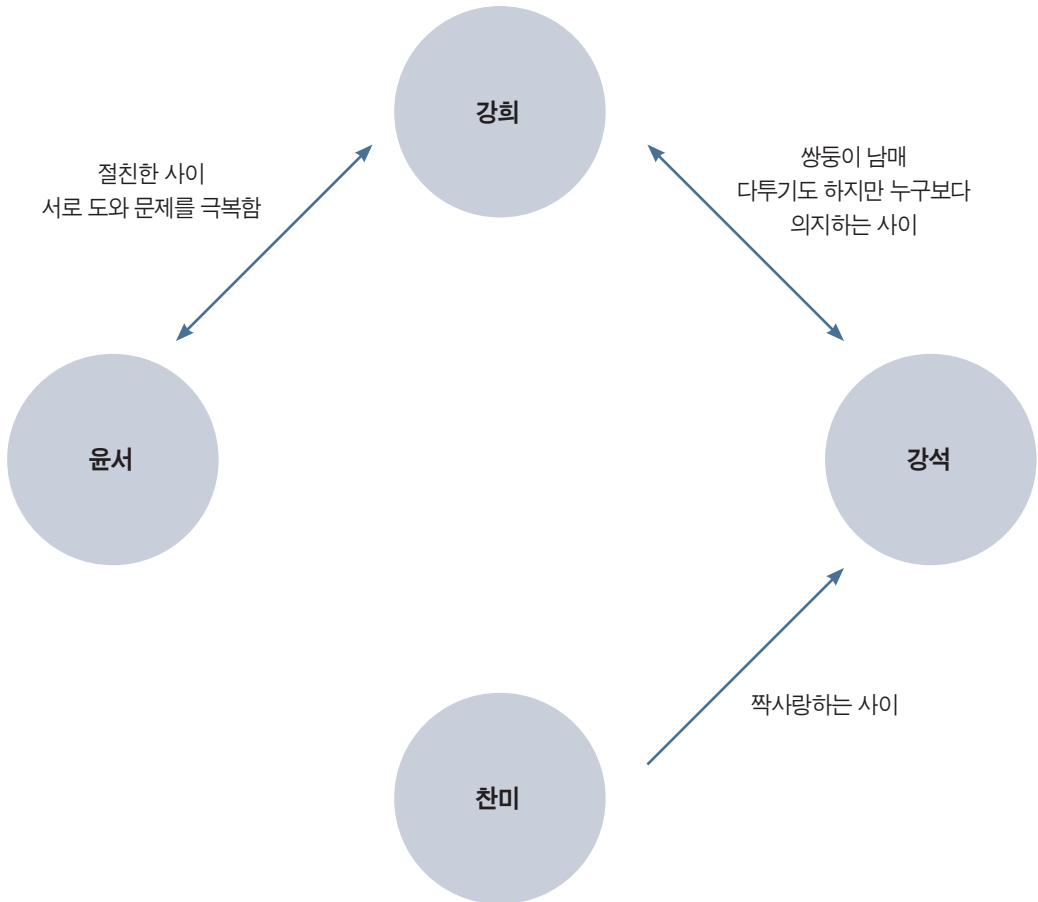 강희
절친한 사이
서로 도와 문제를 극복함
쌍둥이 남매
다투기도 하지만 누구보다
의지하는 사이
윤서
강석
짝사랑하는 사이
찬미